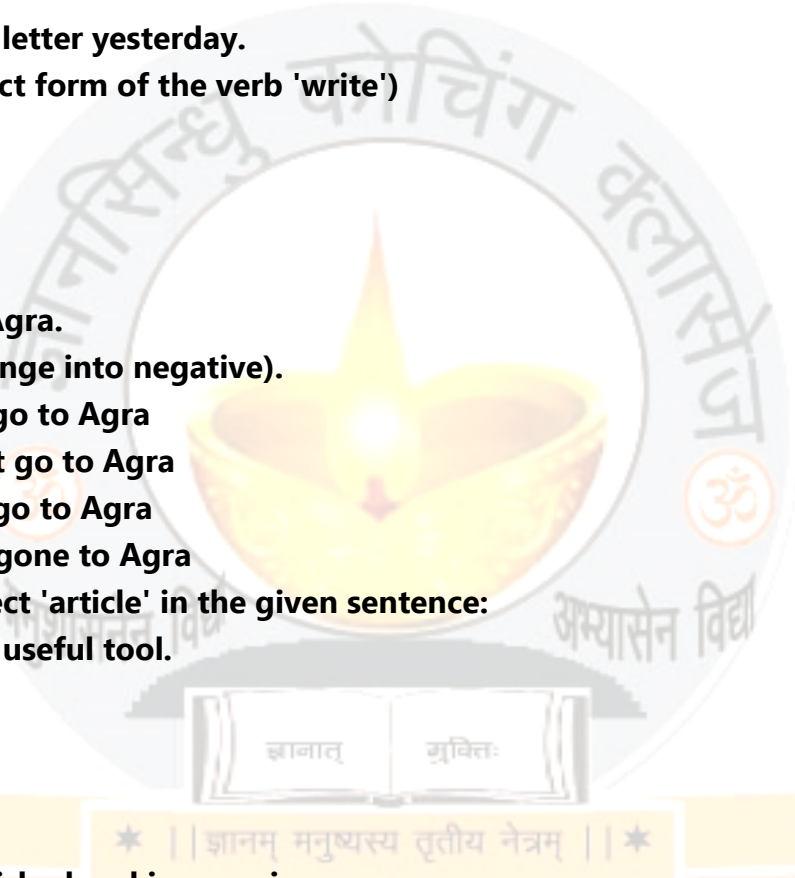 letter yesterday.
ct form of the verb 'write')
ज्ञानसिन्धु कोचिंग क्लासेज
Agra.
nge into negative).
go to Agra
t go to Agra
go to Agra
gone to Agra
ect 'article' in the given sentence:
useful tool.
ॐ
ॐ
अभ्यासेन विद्या
ज्ञानात् मुक्तिः
* ||ज्ञानम् मनुष्यस्य तृतीय नेत्रम् || *